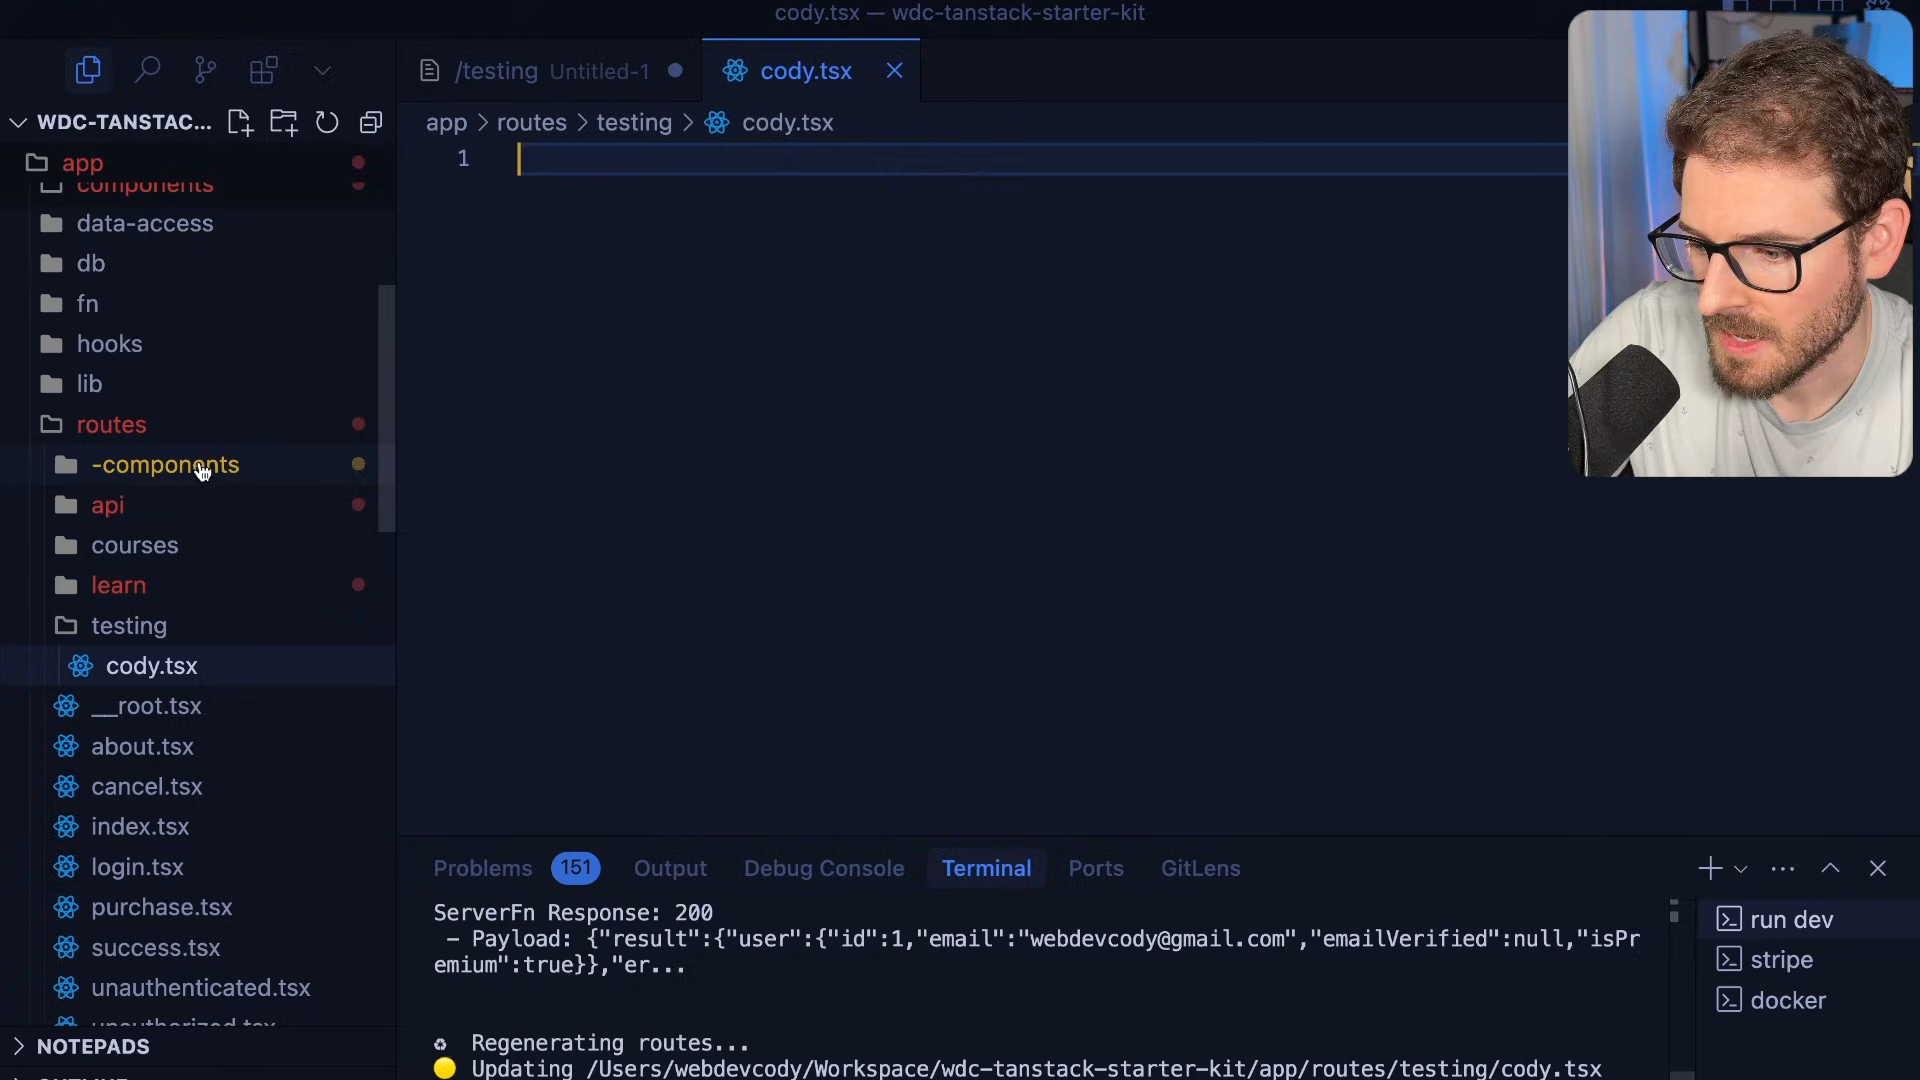 cody.tsx — wdc-tanstack-starter-kit
/testing Untitled-1
cody.tsx
WDC-TANSTAC...
app > routes > testing > cody.tsx
1
app
components
data-access
db
fn
hooks
lib
routes
-components
api
courses
learn
testing
cody.tsx
__root.tsx
about.tsx
cancel.tsx
index.tsx
login.tsx
purchase.tsx
success.tsx
unauthenticated.tsx
unauthorized.tsx
NOTEPADS
Problems 151 Output Debug Console Terminal Ports GitLens
ServerFn Response: 200
– Payload: {"result":{"user":{"id":1,"email":"webdevcody@gmail.com","emailVerified":null,"isPr
emium":true}},"er...
Regenerating routes...
Updating /Users/webdevcody/Workspace/wdc-tanstack-starter-kit/app/routes/testing/cody.tsx
run dev
stripe
docker